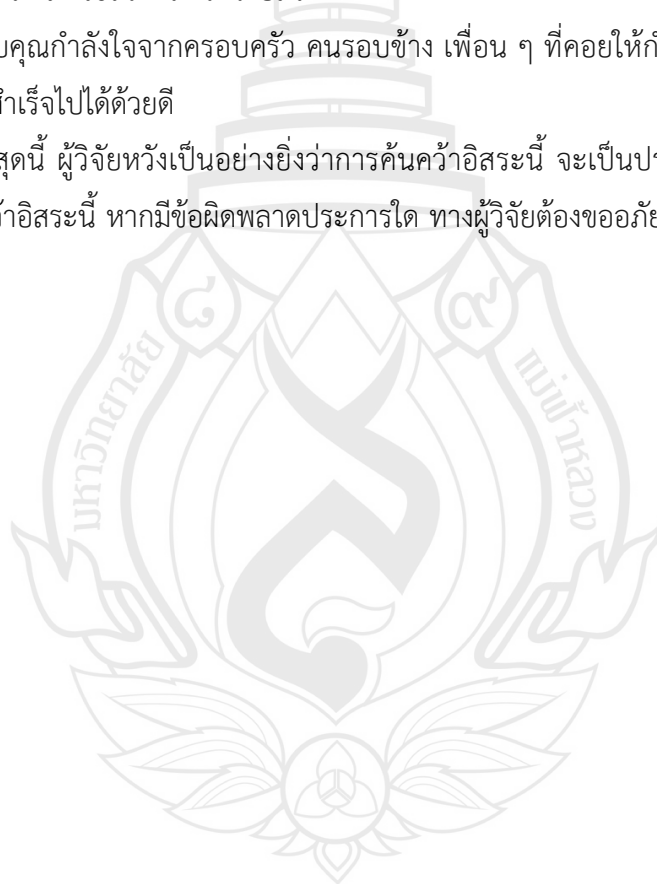 บคุณกำลังใจจากครอบครัว คนรอบข้าง เพื่อน ๆ ที่คอยให้
สำเร็จไปได้ด้วยดี
สุดนี้ ผู้วิจัยหวังเป็นอย่างยิ่งว่าการค้นคว้าอิสระนี้ จะเป็น
ว้าอิสระนี้ หากมีข้อผิดพลาดประการใด ทางผู้วิจัยต้องขออภัย
๘ ๙
มหาวิทยาลัย แม่ฟ้าหลวง